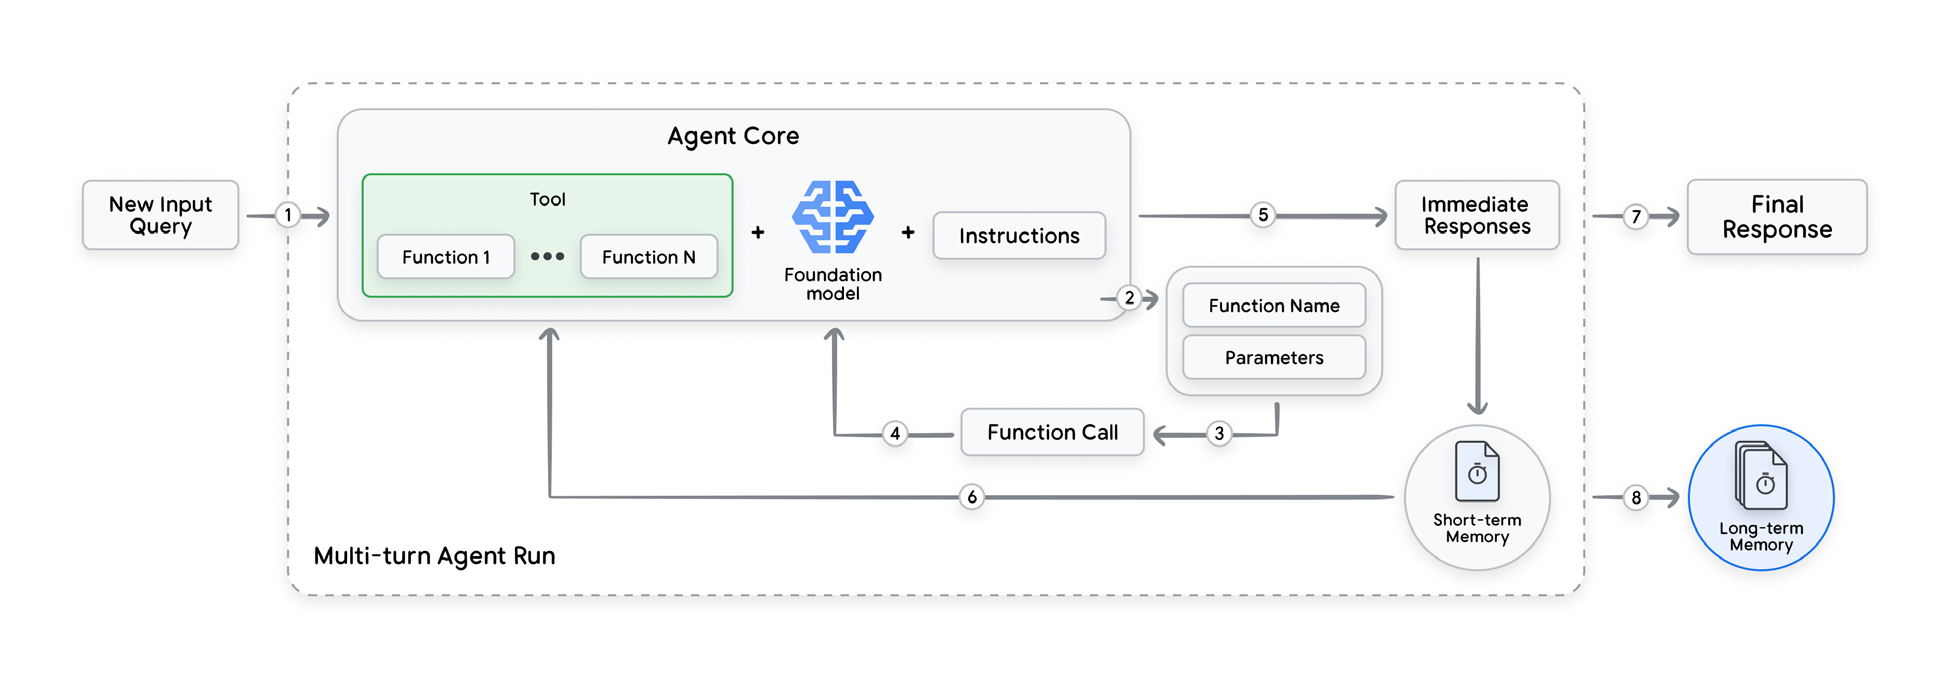 Agent Core
New Input
Query
1
Tool
Function 1
Function N
+
Foundation
model
+
Instructions
5
Immediate
Responses
7
Final
Response
2
Function Name
Parameters
4
Function Call
3
6
Short-term
Memory
8
Long-term
Memory
Multi-turn Agent Run